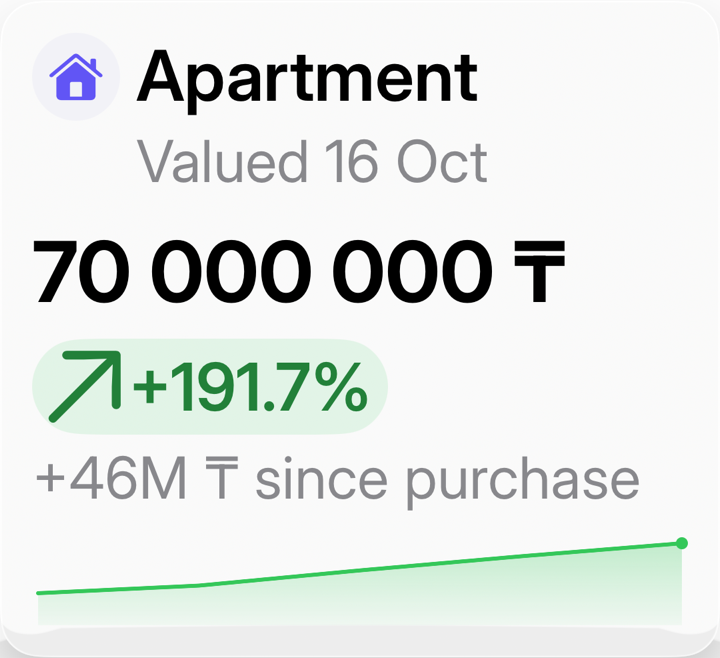 Apartment
Valued 16 Oct
70 000 000 ₸
+191.7%
+46M ₸ since purchase